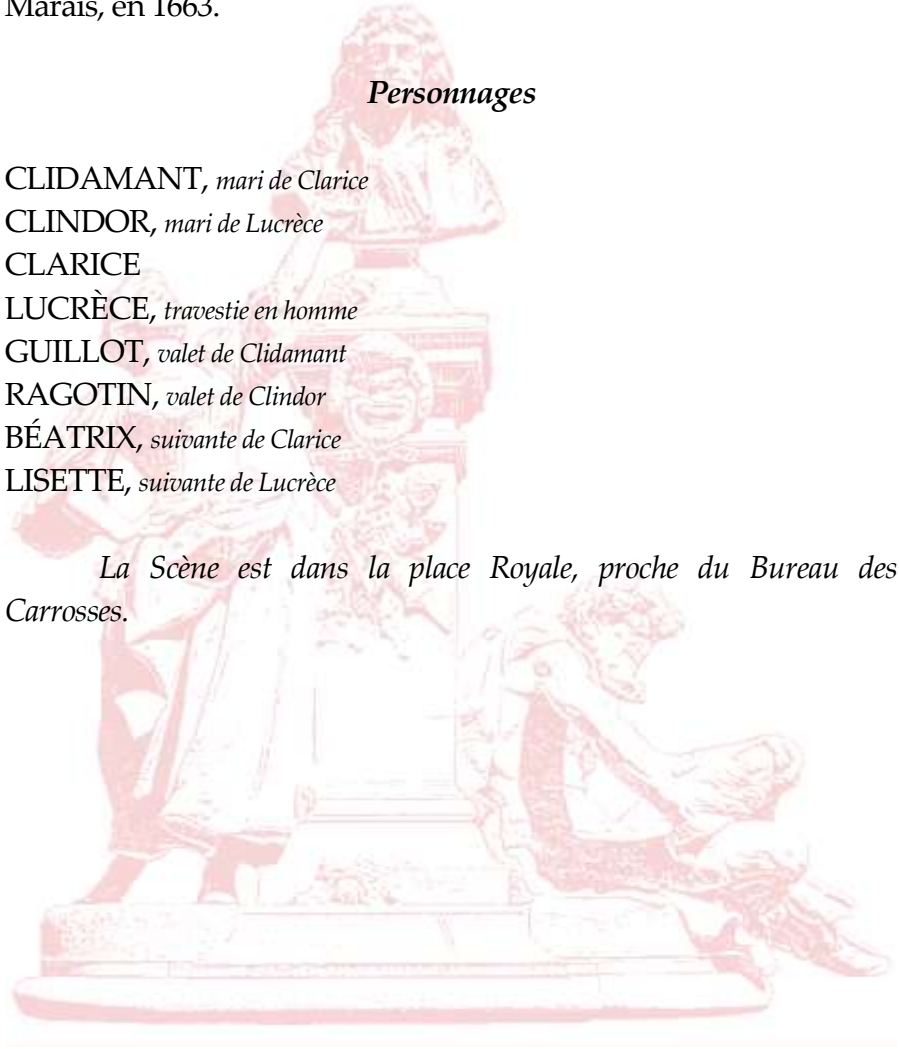 Marais, en 1663.
Personnages
CLIDAMANT, mari de Clarice
CLINDOR, mari de Lucrèce
CLARICE
LUCRÈCE, travestie en homme
GUILLOT, valet de Clidamant
RAGOTIN, valet de Clindor
BÉATRIX, suivante de Clarice
LISETTE, suivante de Lucrèce
La Scène est dans la place Royale, proche du Bureau des
Carrosses.